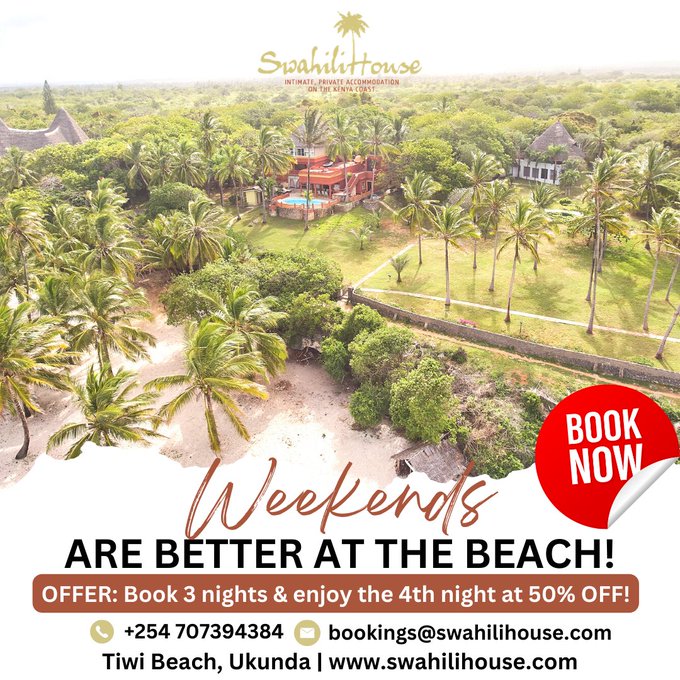 SwahiliHouse
INTIMATE, PRIVATE ACCOMMODATION
ON THE KENYA COAST.
BOOK
NOW
Weekends
ARE BETTER AT THE BEACH!
OFFER: Book 3 nights & enjoy the 4th night at 50% OFF!
+254 707394384 bookings@swahilihouse.com
Tiwi Beach, Ukunda | www.swahilihouse.com